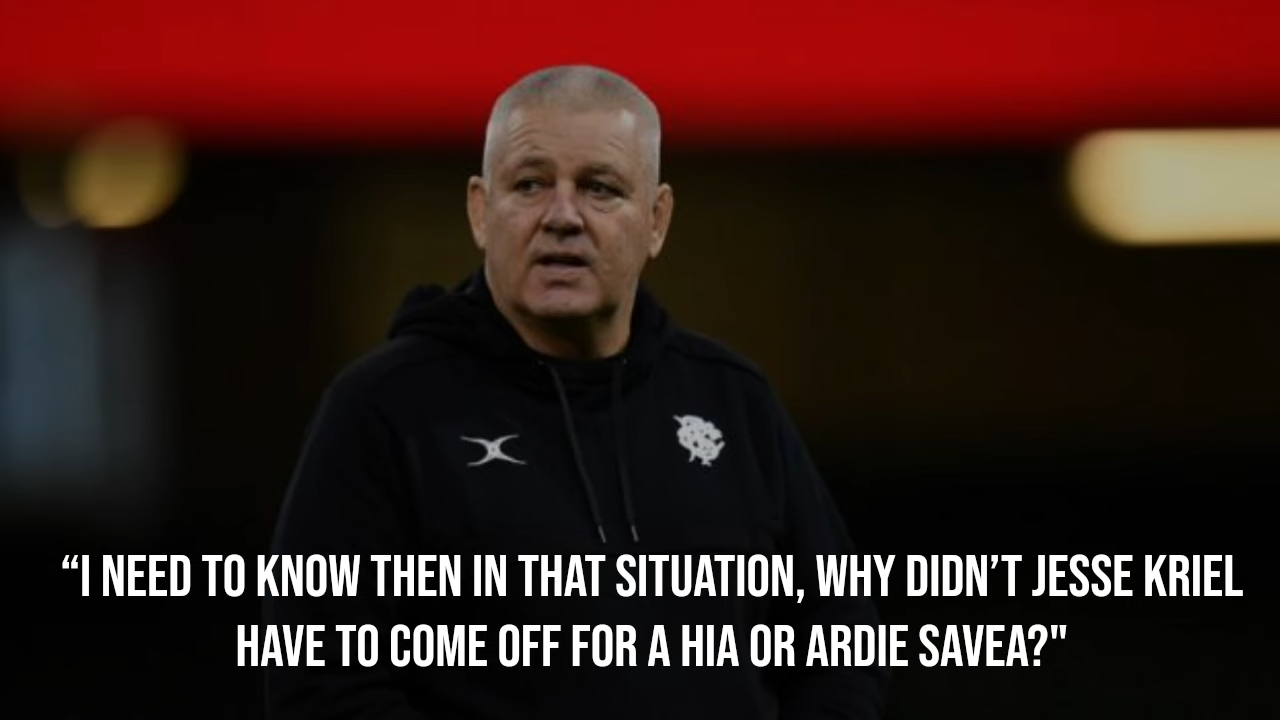 “I NEED TO KNOW THEN IN THAT SITUATION, WHY DIDN’T JESSE KRIEL
HAVE TO COME OFF FOR A HIA OR ARDIE SAVEA?"